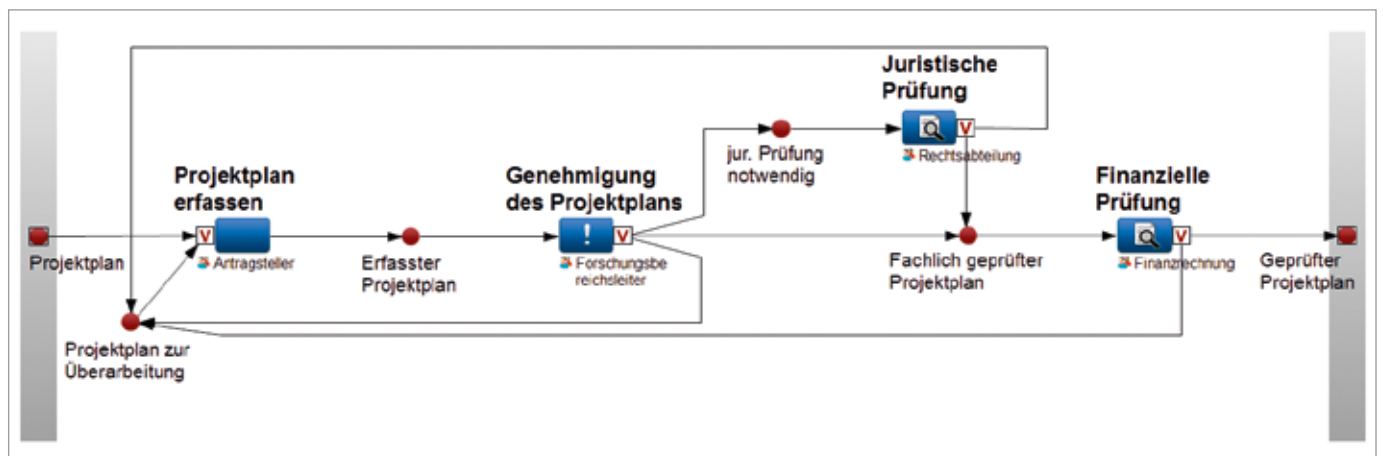 Juristische
Prüfung
V
Rechtsabteilung
jur. Prüfung
notwendig
Projektplan
erfassen
V
Artragsteller
Genehmigung
des Projektplans
!
V
Forschungsbe
reichsleiter
Finanzielle
Prüfung
V
Finanzrechnung
Projektplan
Erfasster
Projektplan
Fachlich geprüfter
Projektplan
Geprüfter
Projektplan
Projektplan zur
Überarbeitung